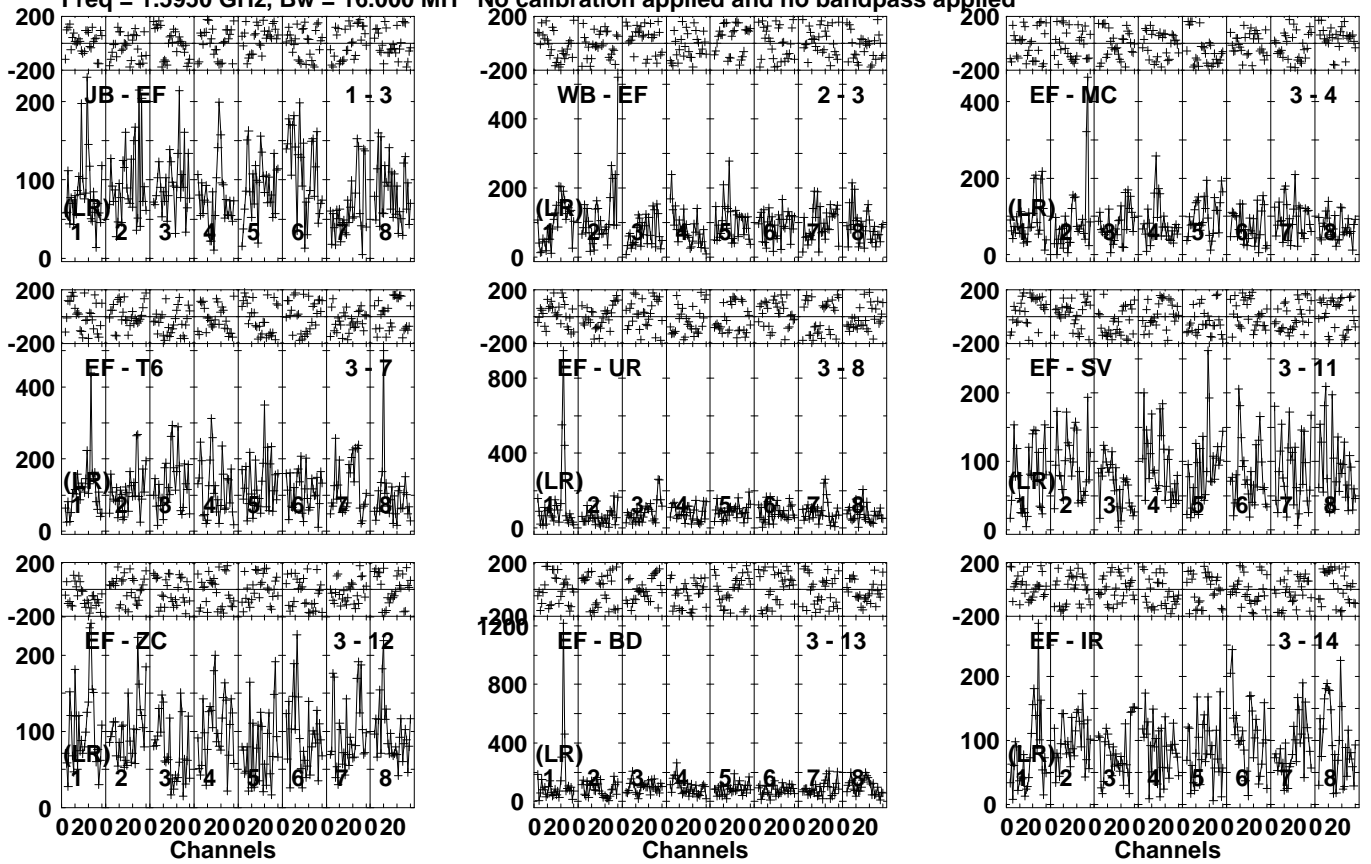 Freq = 1.5950 GHz, Bw = 16.000 MH No calibration applied and no bandpass applied
200
-200
JB - EF 1 - 3
200
100
0
(LR)
1 2 3 4 5 6 7 8
200
-200
WB - EF 2 - 3
400
200
0
(LR)
1 2 3 4 5 6 7 8
200
-200
EF - MC 3 - 4
400
200
0
(LR)
1 2 3 4 5 6 7 8
200
-200
EF - T6 3 - 7
400
200
0
(LR)
1 2 3 4 5 6 7 8
200
-200
EF - UR 3 - 8
800
400
0
(LR)
1 2 3 4 5 6 7 8
200
-200
EF - SV 3 - 11
200
100
0
(LR)
1 2 3 4 5 6 7 8
200
-200
EF - ZC 3 - 12
200
100
0
(LR)
1 2 3 4 5 6 7 8
0 20 0 20 0 20 0 20 0 20 0 20 0 20 0 20
Channels
200
-200
1200
EF - BD 3 - 13
800
400
0
(LR)
1 2 3 4 5 6 7 8
0 20 0 20 0 20 0 20 0 20 0 20 0 20 0 20
Channels
200
-200
EF - IR 3 - 14
200
100
0
(LR)
1 2 3 4 5 6 7 8
0 20 0 20 0 20 0 20 0 20 0 20 0 20 0 20
Channels